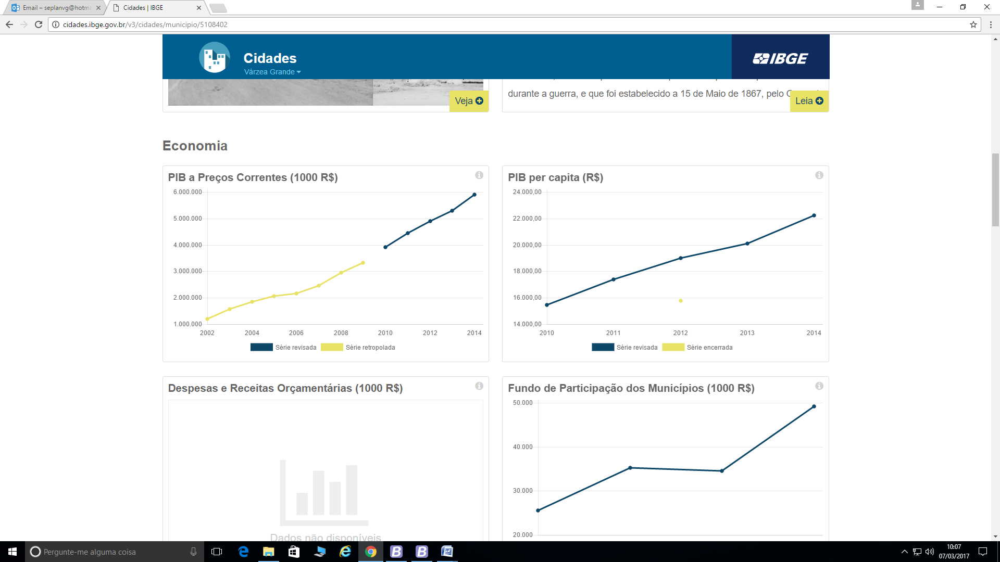 Email – seplanvg@hotma
Cidades | IBGE
cidades.ibge.gov.br/v3/cidades/municipio/5108402
Cidades
Várzea Grande
IBGE
durante a guerra, e que foi estabelecido a 15 de Maio de 1867, pelo
Veja
Leia
Economia
PIB a Preços Correntes (1000 R$)
6.000.000
5.000.000
4.000.000
3.000.000
2.000.000
1.000.000
2002 2004 2006 2008 2010 2012 2014
Série revisada Série retropolada
PIB per capita (R$)
24.000,00
22.000,00
20.000,00
18.000,00
16.000,00
14.000,00
2010 2011 2012 2013 2014
Série revisada Série encerrada
Despesas e Receitas Orçamentárias (1000 R$)
Dados não disponíveis
Fundo de Participação dos Municípios (1000 R$)
50.000
40.000
30.000
20.000
Pergunte-me alguma coisa
10:07
07/03/2017